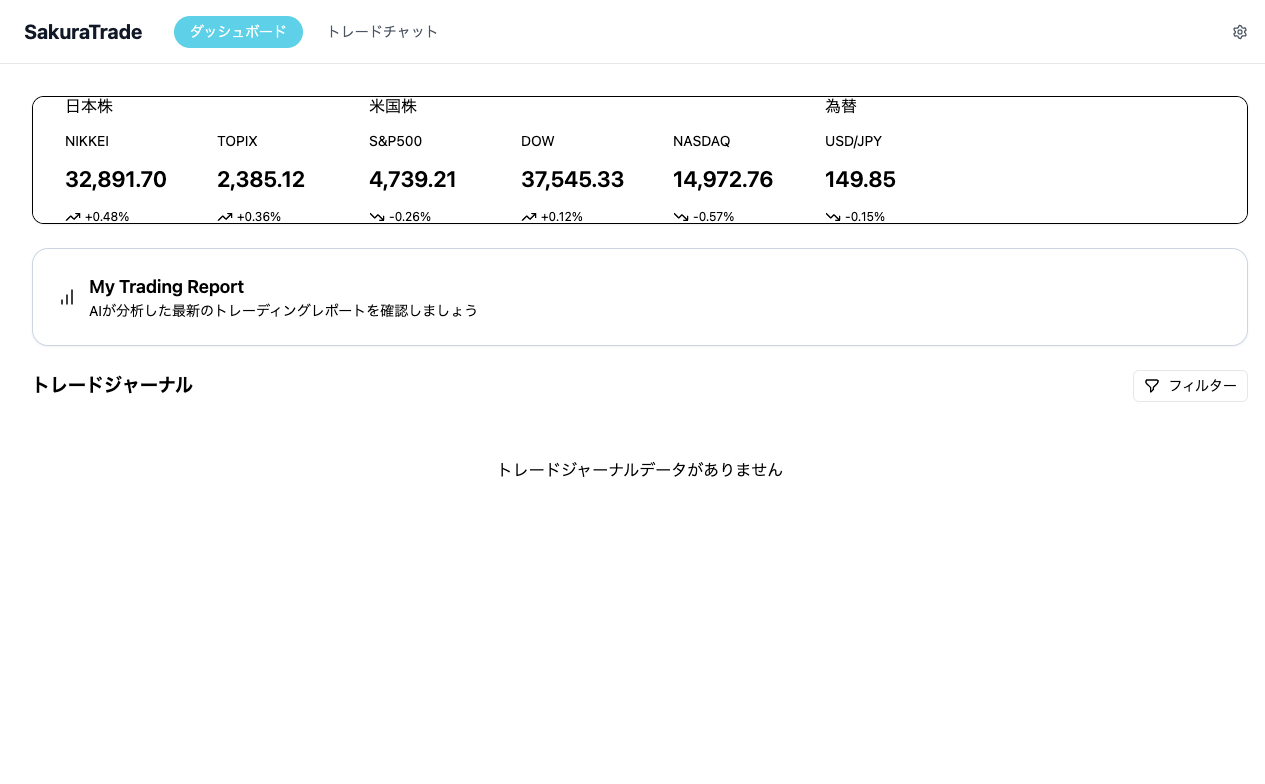 SakuraTrade ダッシュボード トレードチャット
日本株 米国株 為替
NIKKEI TOPIX S&P500 DOW NASDAQ USD/JPY
32,891.70 2,385.12 4,739.21 37,545.33 14,972.76 149.85
+0.48% +0.36% -0.26% +0.12% -0.57% -0.15%
My Trading Report
AIが分析した最新のトレーディングレポートを確認しましょう
トレードジャーナル フィルター
トレードジャーナルデータがありません